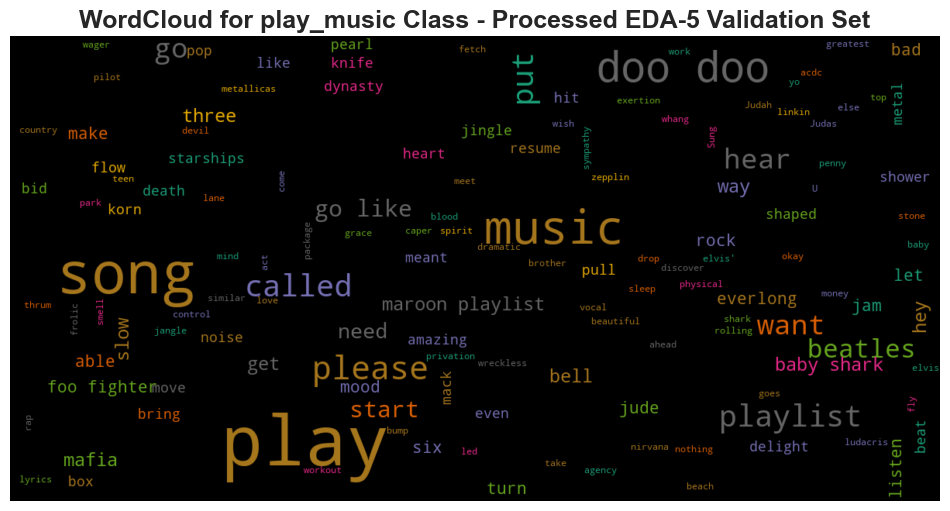 WordCloud for play_music Class - Processed EDA-5 Validation Set
wager
go
pop
pearl
fetch
work
greatest
bad
like
knife
put
doo doo
acdc
yo
pilot
metallicas
dynasty
hit
exertion
Judah
linkin
else
top
metal
three
country
make
devil
jingle
wish
whang
Sung
Judas
sympathy
resume
heart
starships
flow
teen
hear
penny
meet
zepplin
way
U
shower
bid
death
come
park
korn
lane
go like
blood
music
shaped
stone
grace
caper
spirit
package
rock
baby
dramatic
mind
act
meant
brother
drop
elvis'
discover
okay
song
called
pull
let
thrum
frolic
smell
similar
love
maroon playlist
sleep
physical
everlong
money
jam
control
vocal
beautiful
shark
rolling
want
hey
jangle
slow
noise
need
amazing
ahead
beatles
able
get
please
privation
wreckless
baby shark
elvis
foo fighter
move
mood
mack
bell
goes
fly
bring
start
even
jude
playlist
beat
rap
play
bump
six
led
nirvana
nothing
delight
ludacris
mafia
workout
take
agency
listen
lyrics
box
turn
beach